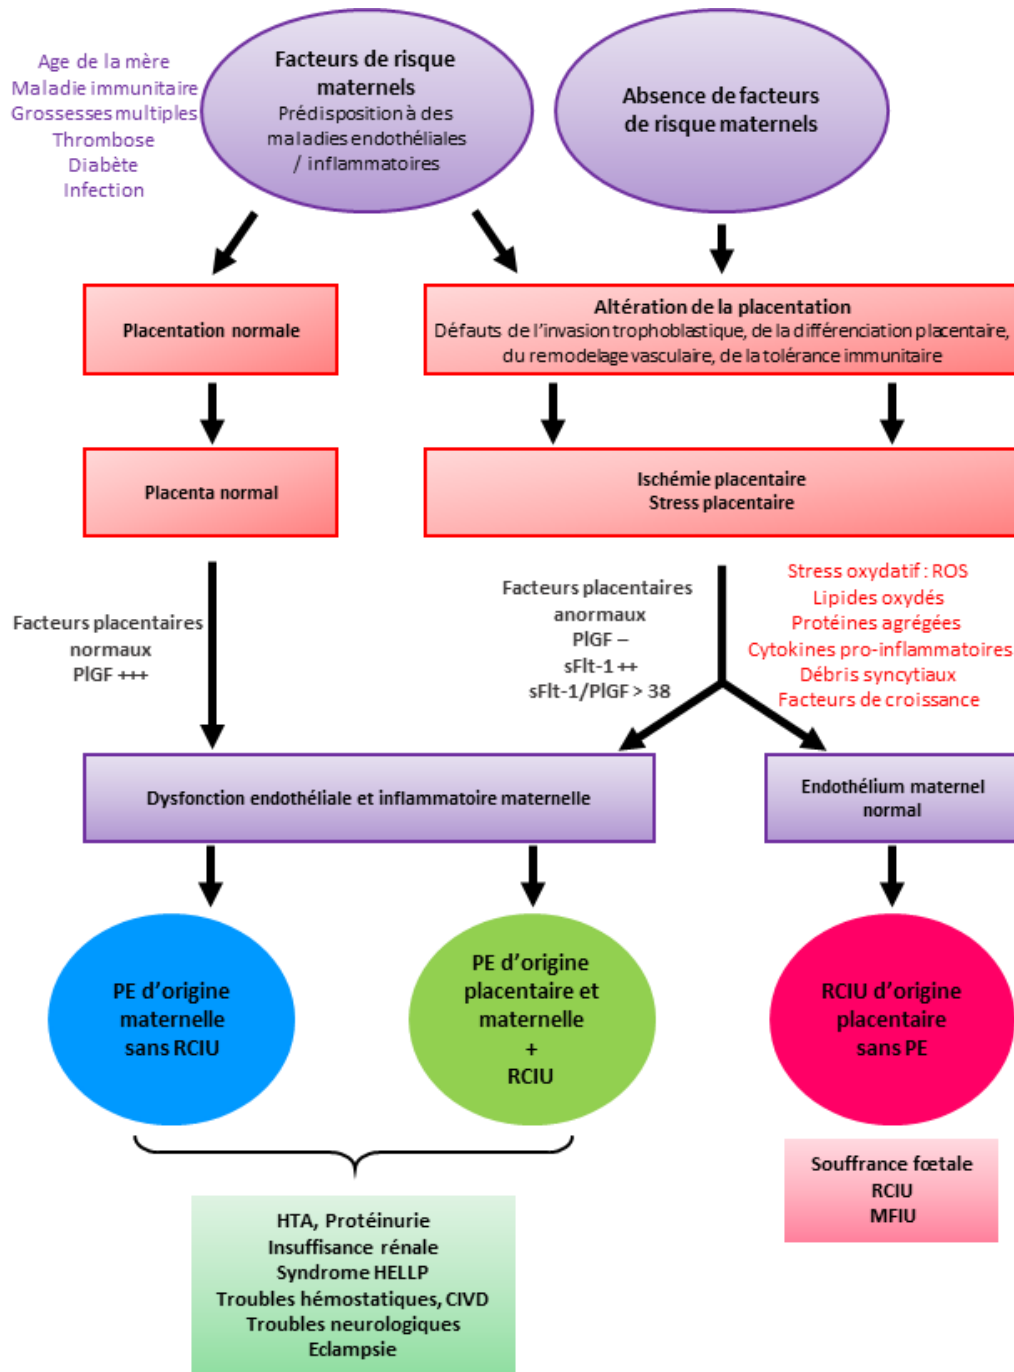 Age de la mère
Maladie immunitaire
Grossesses multiples
Thrombose
Diabète
Infection
Facteurs de risque
maternels
Prédisposition à des
maladies endothéliales
/ inflammatoires
Absence de facteurs
de risque maternels
Placentation normale
Altération de la placentation
Défauts de l'invasion trophoblastique, de la différenciation placentaire,
du remodelage vasculaire, de la tolérance immunitaire
Placenta normal
Ischémie placentaire
Stress placentaire
Facteurs placentaires
normaux
PlGF +++
Facteurs placentaires
anormaux
PlGF –
sFlt-1 ++
sFlt-1/PlGF > 38
Stress oxydatif : ROS
Lipides oxydés
Protéines agrégées
Cytokines pro-inflammatoires
Débris syncytiaux
Facteurs de croissance
Dysfonction endothéliale et inflammatoire maternelle
Endothélium maternel
normal
PE d'origine
maternelle
sans RCIU
PE d'origine
placentaire et
maternelle
+
RCIU
RCIU d'origine
placentaire
sans PE
HTA, Protéinurie
Insuffisance rénale
Syndrome HELLP
Troubles hémostatiques, CIVD
Troubles neurologiques
Eclampsie
Souffrance fœtale
RCIU
MFIU